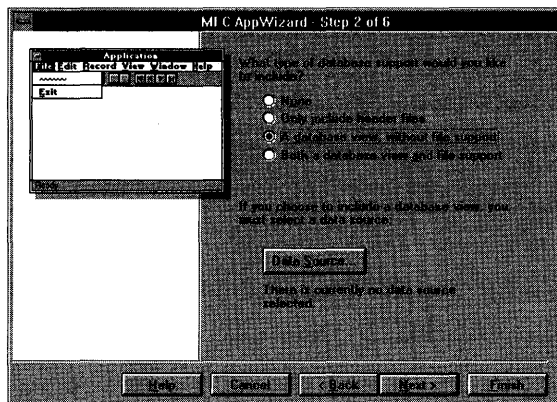 MFC AppWizard - Step 2 of 6
Application
File Edit Record View Window Help
Exit
Ready
What type of database support would you like
to include?
None
Only include header files
A database view, without file support
Both a database view and file support
If you choose to include a database view, you
must select a data source:
Data Source...
There is currently no data source
selected.
Help
Cancel
< Back
Next >
Finish